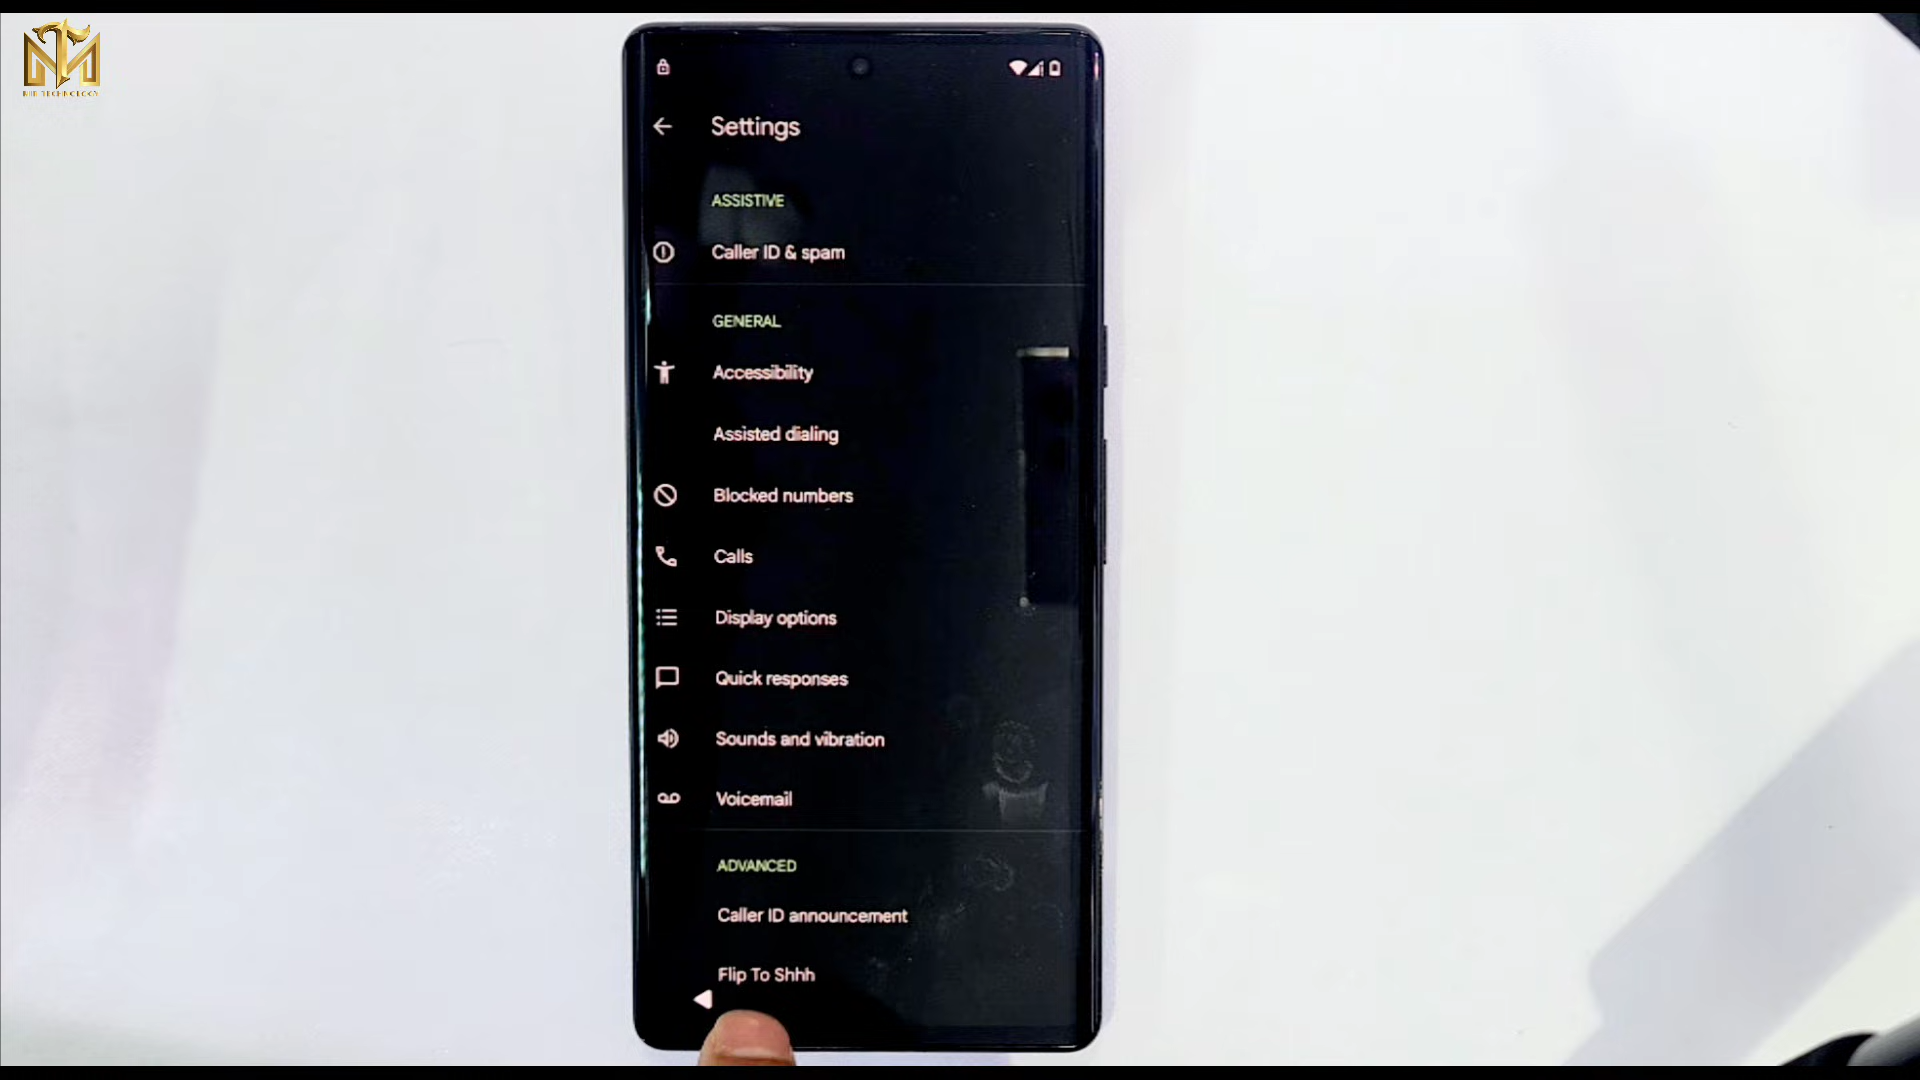 Settings
ASSISTIVE
Caller ID & spam
GENERAL
Accessibility
Assisted dialing
Blocked numbers
Calls
Display options
Quick responses
Sounds and vibration
Voicemail
ADVANCED
Caller ID announcement
Flip To Shhh